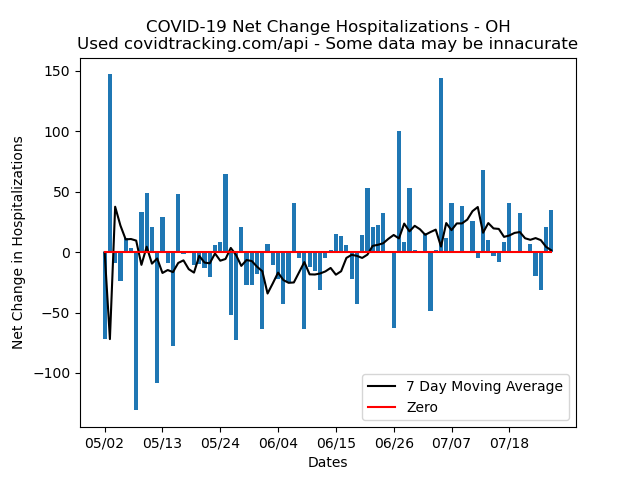 COVID-19 Net Change Hospitalizations - OH
Used covidtracking.com/api - Some data may be innacurate
Net Change in Hospitalizations
150
100
50
0
−50
−100
7 Day Moving Average
Zero
05/02 05/13 05/24 06/04 06/15 06/26 07/07 07/18
Dates